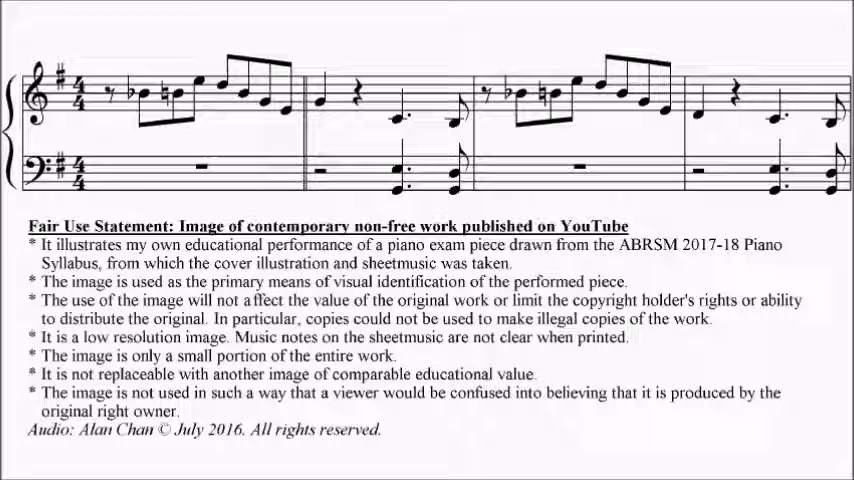 Fair Use Statement: Image of contemporary non-free work published on YouTube
* It illustrates my own educational performance of a piano exam piece drawn from the ABRSM 2017-18 Piano
Syllabus, from which the cover illustration and sheetmusic was taken.
* The image is used as the primary means of visual identification of the performed piece.
* The use of the image will not affect the value of the original work or limit the copyright holder's rights or ability
to distribute the original. In particular, copies could not be used to make illegal copies of the work.
* It is a low resolution image. Music notes on the sheetmusic are not clear when printed.
* The image is only a small portion of the entire work.
* It is not replaceable with another image of comparable educational value.
* The image is not used in such a way that a viewer would be confused into believing that it is produced by the
original right owner.
Audio: Alan Chan © July 2016. All rights reserved.